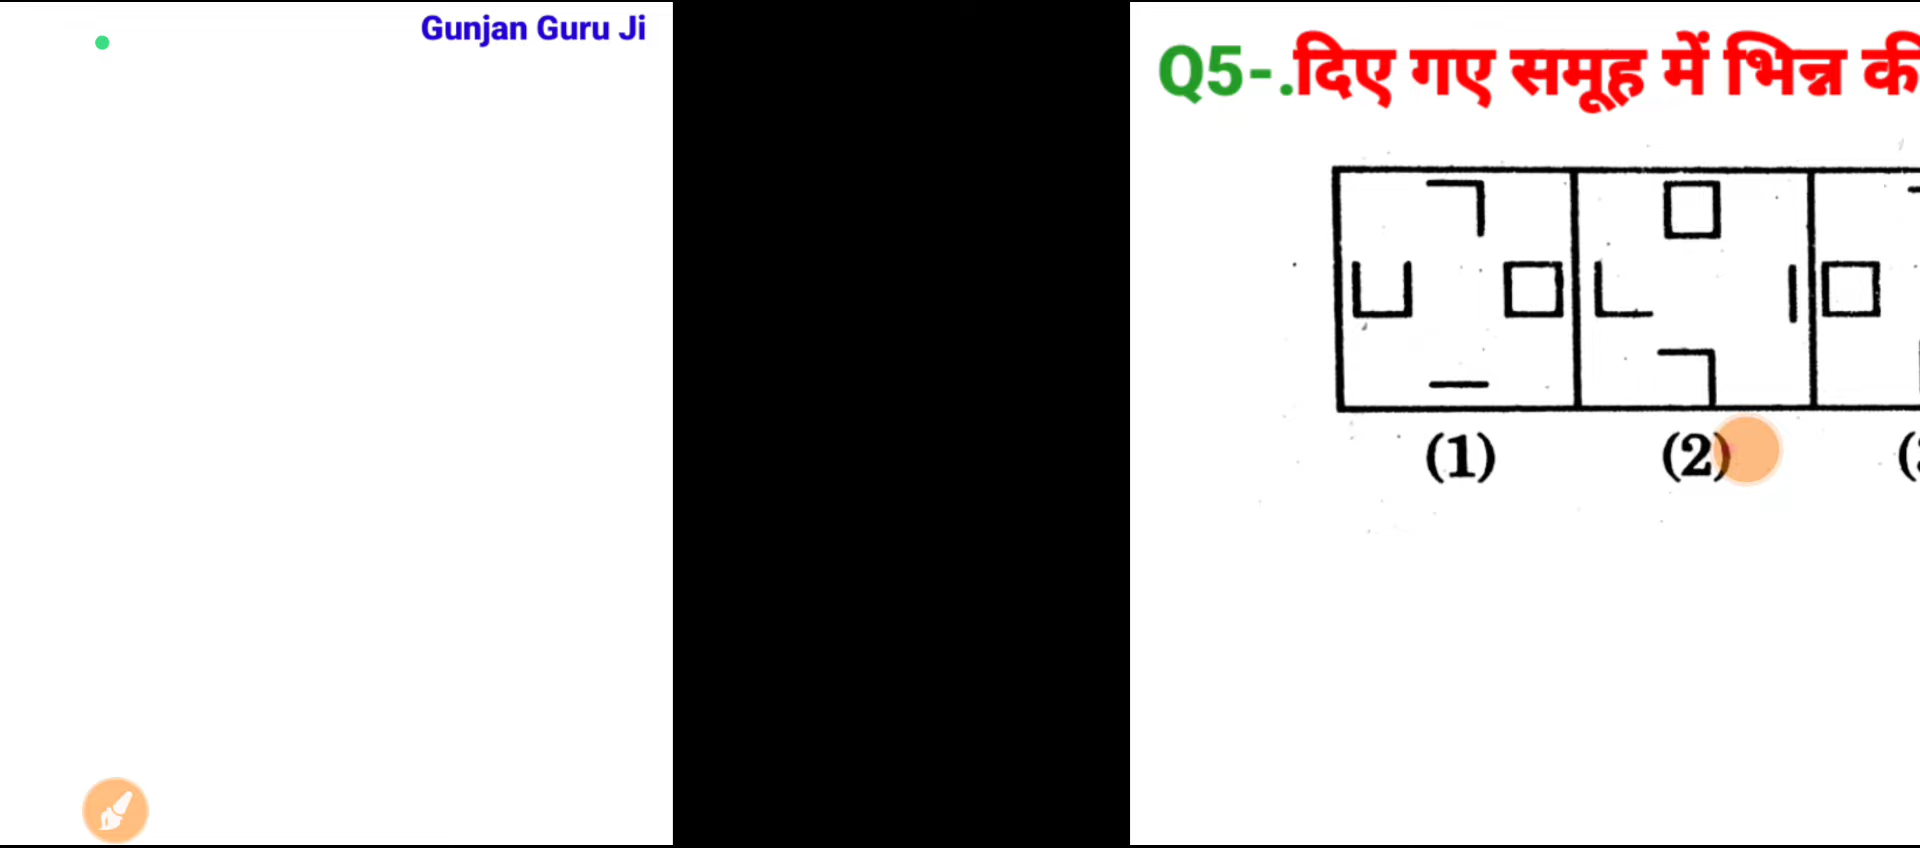 Gunjan Guru Ji
Q5-.दिए गए समूह में भिन्न की
(1) (2)